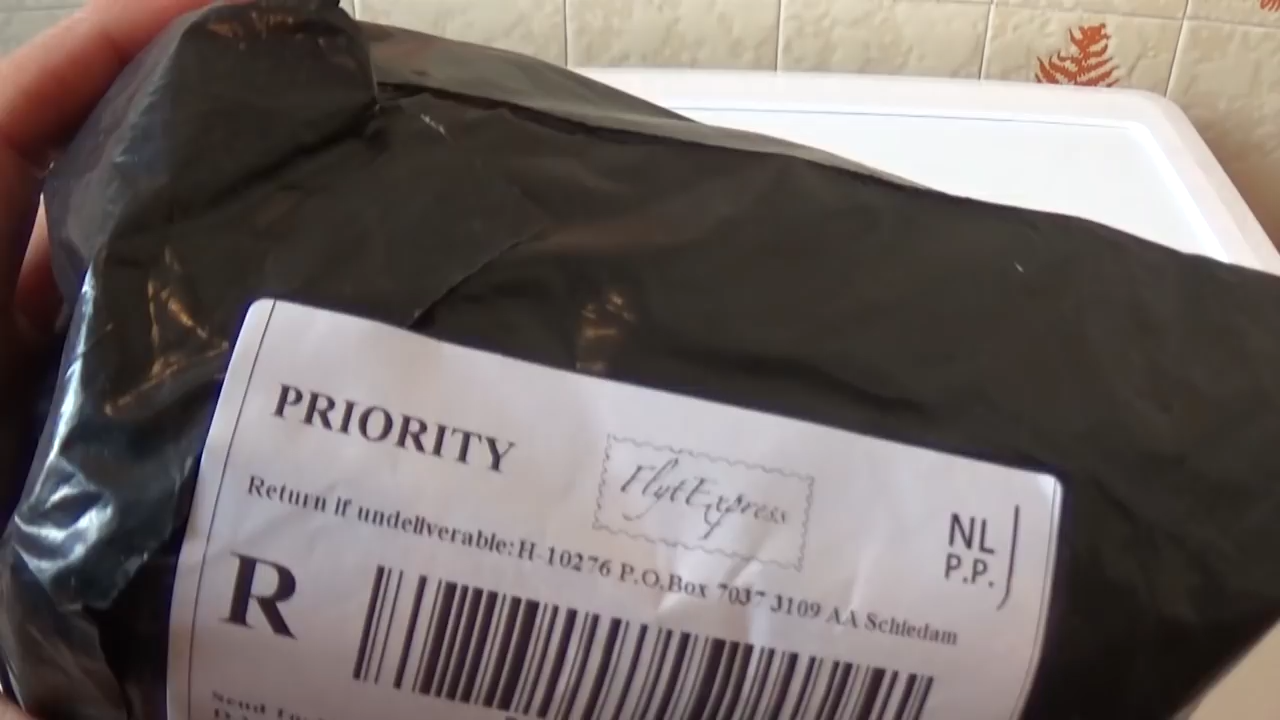 PRIORITY
FlytExpress
NL
P.P.
Return if undeliverable:H-10276 P.O.Box 7037 3109 AA Schiedam
R